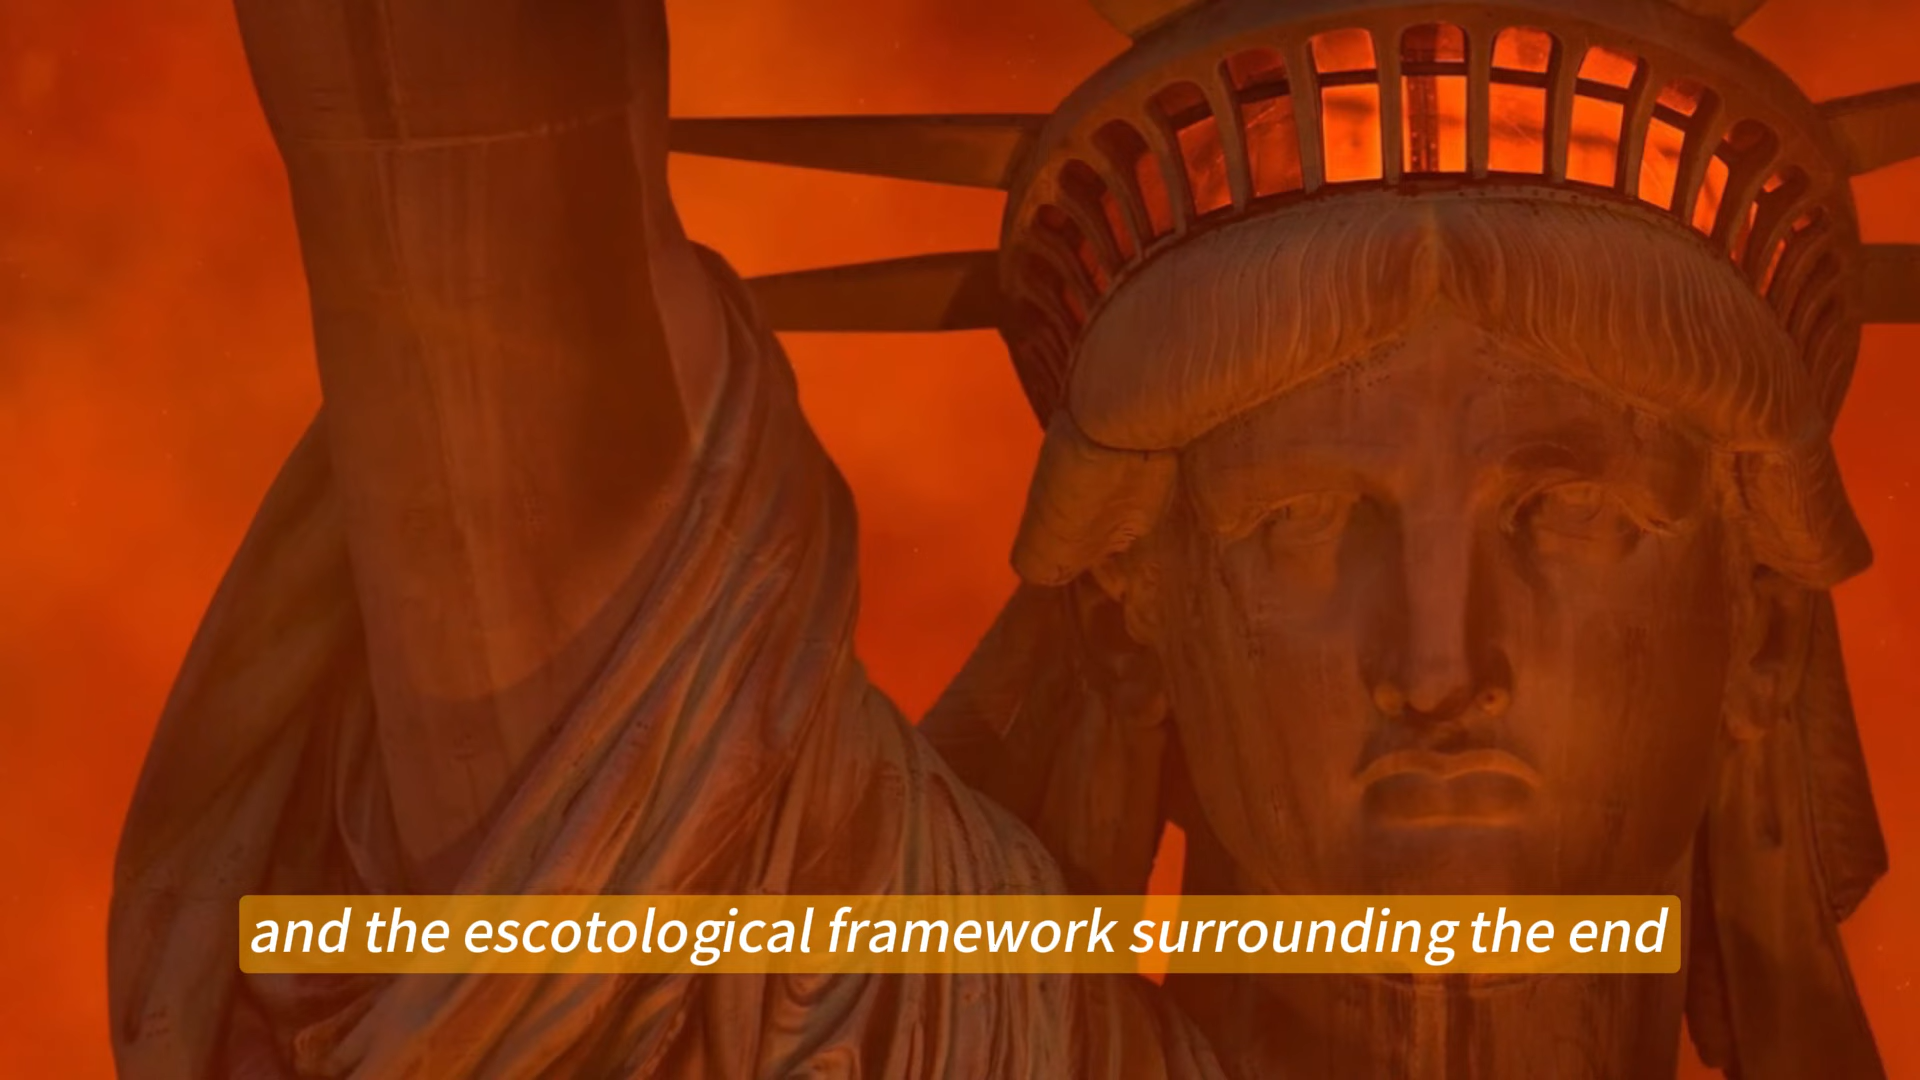 and the escotological framework surrounding the end